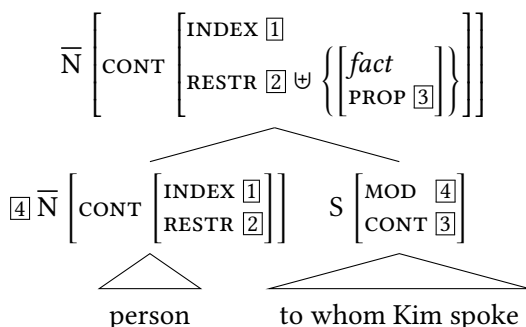 N̅ [CONT [INDEX [1]
RESTR [2] ⊎ {[fact
PROP [3]]}]]
[4] N̅ [CONT [INDEX [1]
RESTR [2]]] S [MOD [4]
CONT [3]]
person to whom Kim spoke